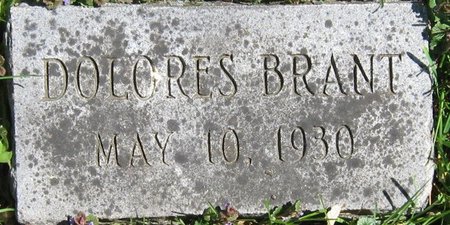 DOLORES BRANT
MAY 10, 1930